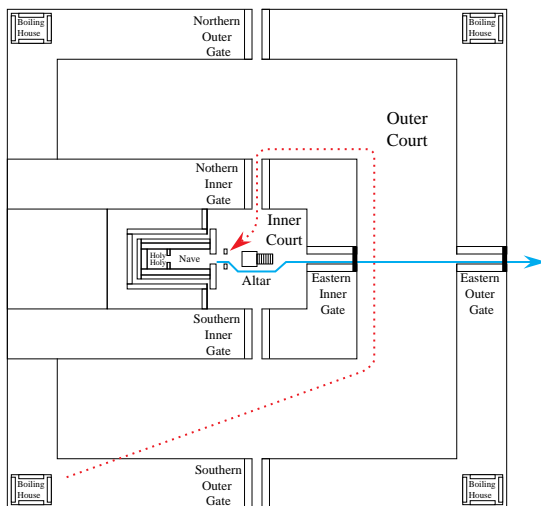 Boiling
House
Northern
Outer
Gate
Boiling
House
Outer
Court
Nothern
Inner
Gate
Inner
Court
Holy
Holy
Nave
Altar
Eastern
Inner
Gate
Eastern
Outer
Gate
Southern
Inner
Gate
Boiling
House
Southern
Outer
Gate
Boiling
House